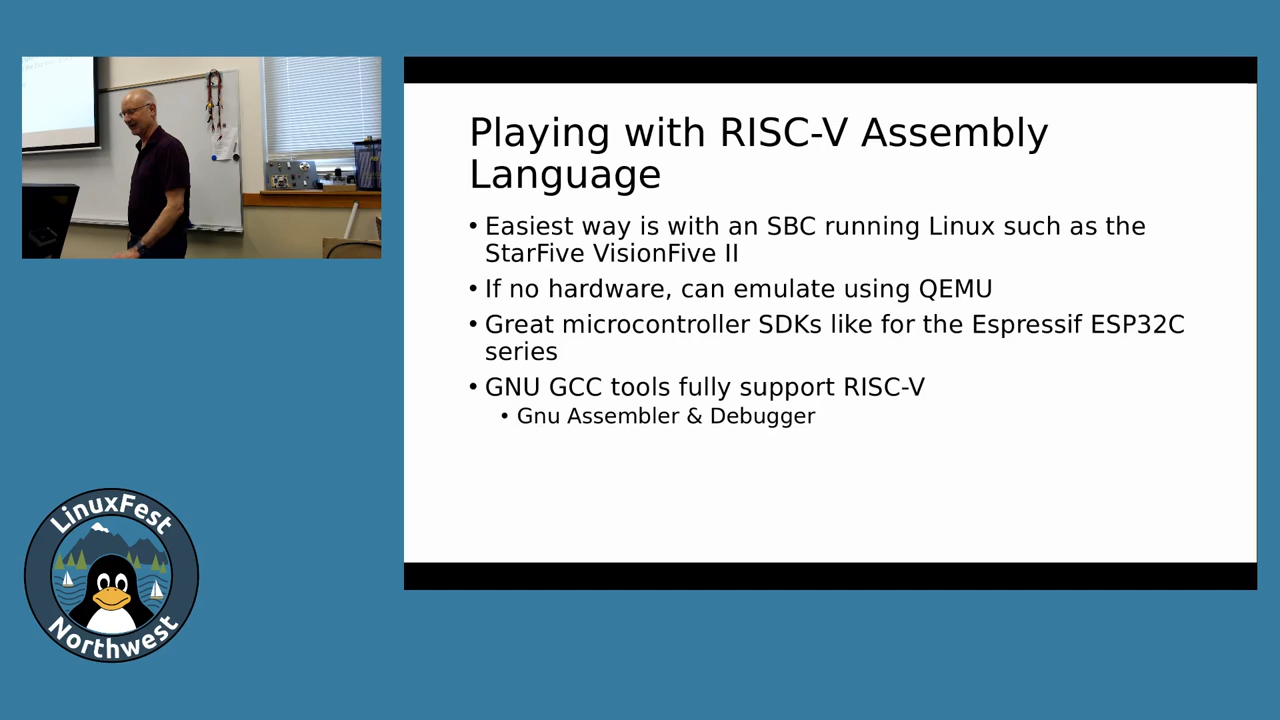 Playing with RISC-V Assembly
Language
• Easiest way is with an SBC running Linux such as the
StarFive VisionFive II
• If no hardware, can emulate using QEMU
• Great microcontroller SDKs like for the Espressif ESP32C
series
• GNU GCC tools fully support RISC-V
• Gnu Assembler & Debugger
LinuxFest
Northwest